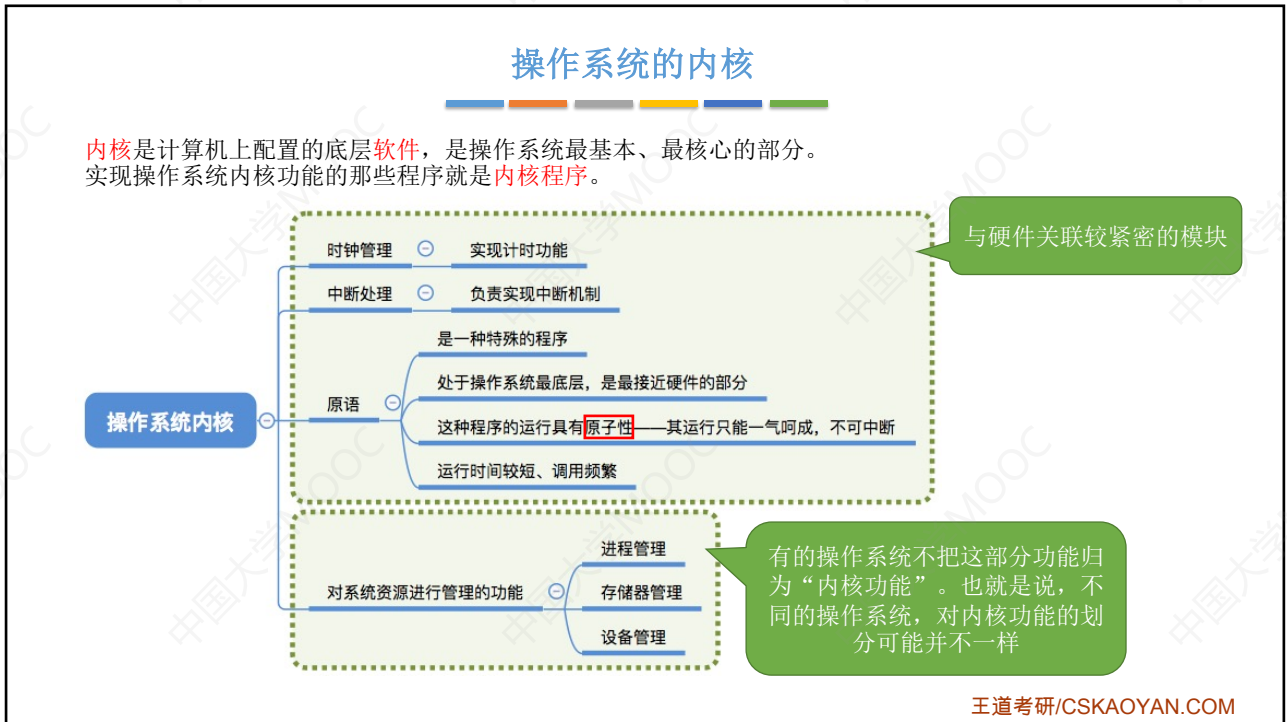 操作系统的内核
内核是计算机上配置的底层软件，是操作系统最基本、最核心的部分。
实现操作系统内核功能的那些程序就是内核程序。
与硬件关联较紧密的模块
时钟管理
实现计时功能
中断处理
负责实现中断机制
是一种特殊的程序
处于操作系统最底层，是最接近硬件的部分
原语
这种程序的运行具有原子性——其运行只能一气呵成，不可中断
运行时间较短、调用频繁
操作系统内核
对系统资源进行管理的功能
进程管理
存储器管理
设备管理
有的操作系统不把这部分功能归
为“内核功能”。也就是说，不
同的操作系统，对内核功能的划
分可能并不一样
王道考研/CSKAOYAN.COM
中国大学MOOC